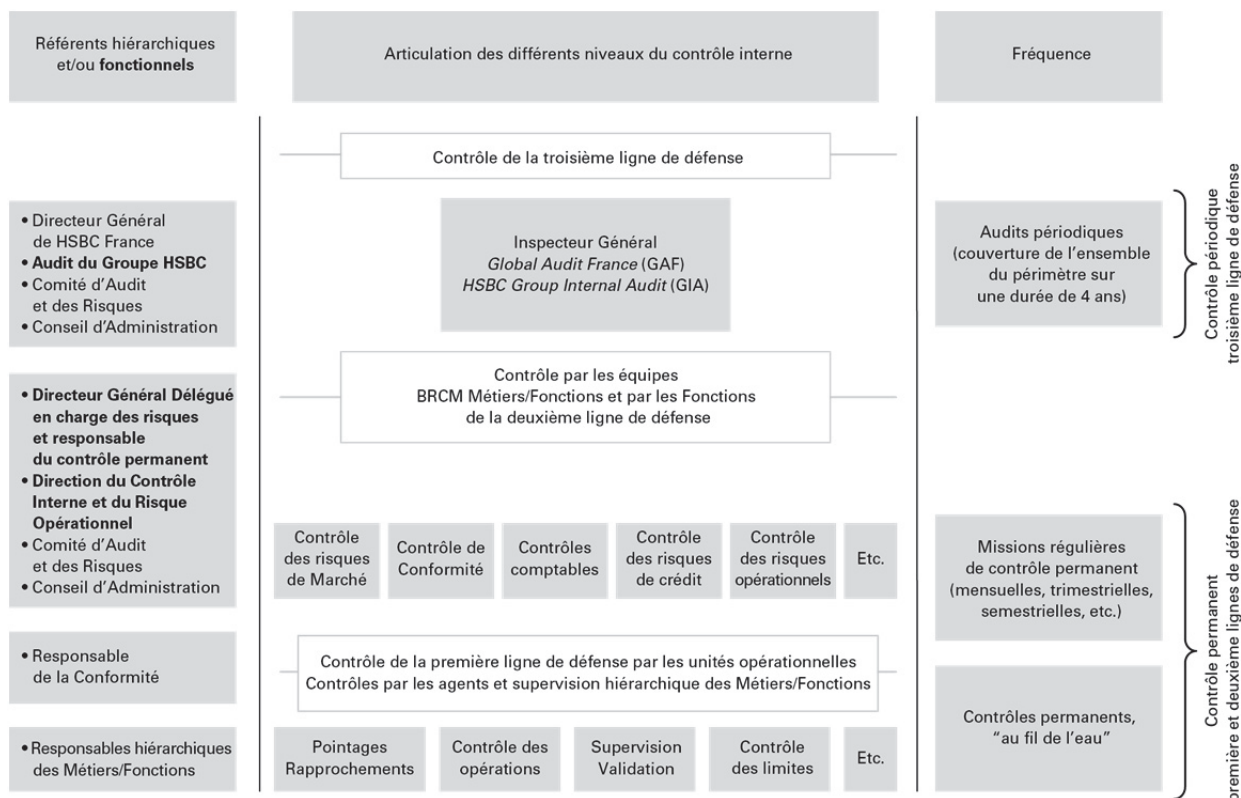 Référents hiérarchiques
et/ou fonctionnels
Articulation des différents niveaux du contrôle interne
Fréquence
Contrôle de la troisième ligne de défense
• Directeur Général
de HSBC France
• Audit du Groupe HSBC
• Comité d'Audit
et des Risques
• Conseil d'Administration
Inspecteur Général
Global Audit France (GAF)
HSBC Group Internal Audit (GIA)
Audits périodiques
(couverture de l'ensemble
du périmètre sur
une durée de 4 ans)
Contrôle périodique
troisième ligne de défense
Contrôle par les équipes
BRCM Métiers/Fonctions et par les Fonctions
de la deuxième ligne de défense
• Directeur Général Délégué
en charge des risques
et responsable
du contrôle permanent
• Direction du Contrôle
Interne et du Risque
Opérationnel
• Comité d'Audit
et des Risques
• Conseil d'Administration
Contrôle
des risques
de Marché
Contrôle de
Conformité
Contrôles
comptables
Contrôle
des risques
de crédit
Contrôle
des risques
opérationnels
Etc.
Missions régulières
de contrôle permanent
(mensuelles, trimestrielles,
semestrielles, etc.)
Contrôle permanent
première et deuxième lignes de défense
• Responsable
de la Conformité
Contrôle de la première ligne de défense par les unités opérationnelles
Contrôles par les agents et supervision hiérarchique des Métiers/Fonctions
Contrôles permanents,
"au fil de l'eau"
• Responsables hiérarchiques
des Métiers/Fonctions
Pointages
Rapprochements
Contrôle des
opérations
Supervision
Validation
Contrôle
des limites
Etc.